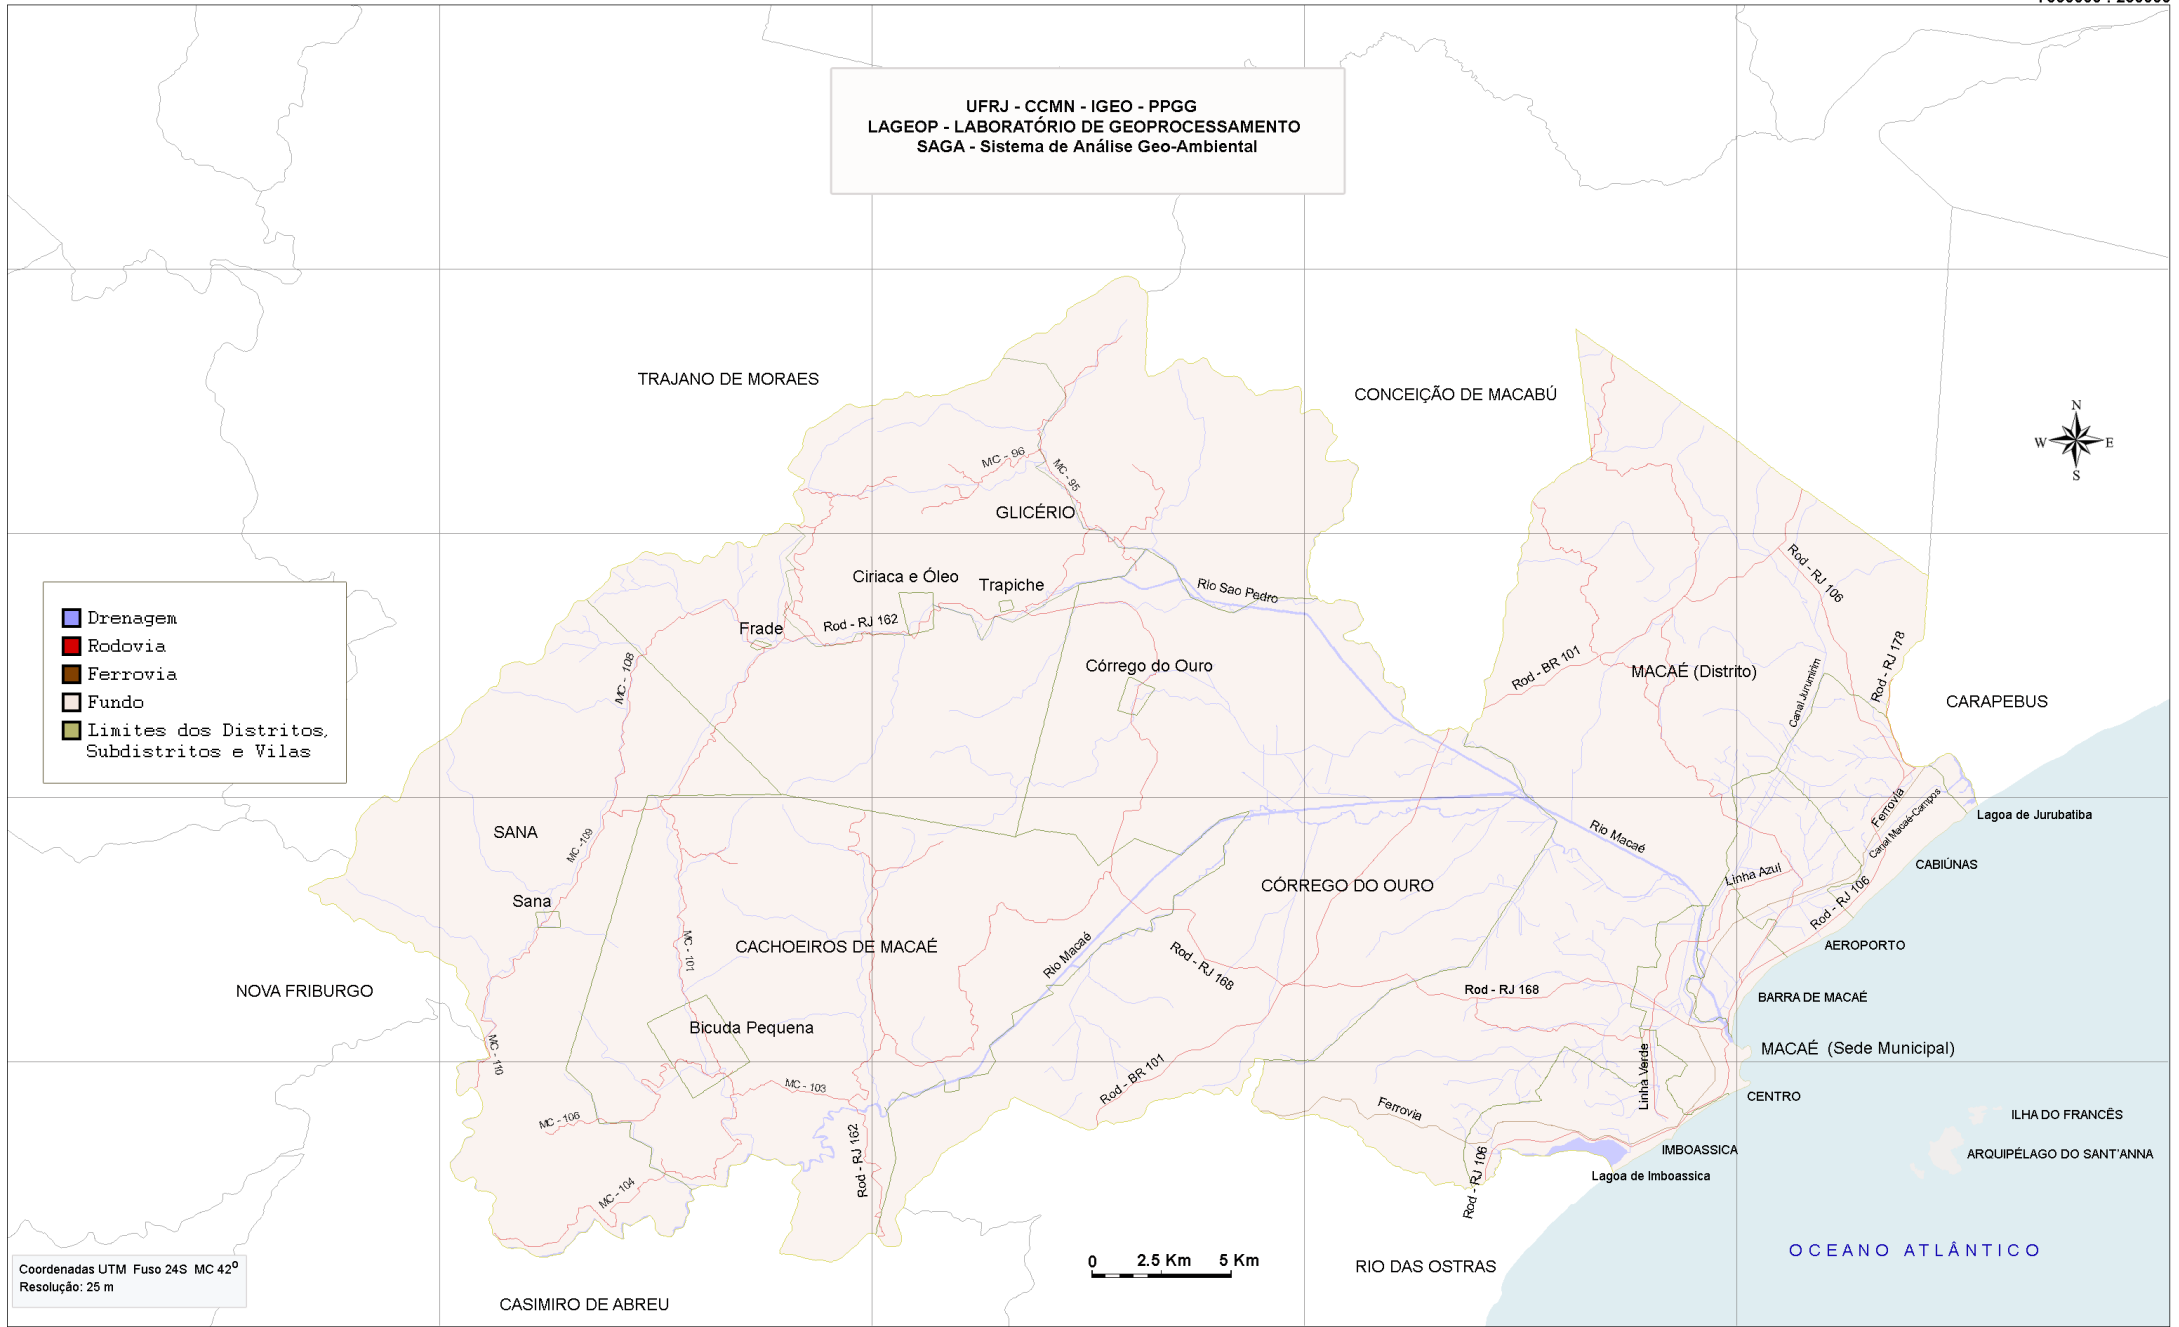 UFRJ - CCMN - IGEO - PPGG
LAGEOP - LABORATÓRIO DE GEOPROCESSAMENTO
SAGA - Sistema de Análise Geo-Ambiental
TRAJANO DE MORAES
CONCEIÇÃO DE MACABÚ
N
W
E
S
MC - 96
MC - 95
GLICÉRIO
Ciriaca e Óleo
Trapiche
Rio Sao Pedro
Rod - RJ 106
Drenagem
Rodovia
Ferrovia
Fundo
Limites dos Distritos,
Subdistritos e Vilas
Frade
Rod - RJ 162
MC - 108
Córrego do Ouro
Rod - BR 101
MACAÉ (Distrito)
Canal Jurumirim
Rod - RJ 178
CARAPEBUS
SANA
MC -109
Rio Macaé
Ferrovia
Canal Macaé-Campos
Lagoa de Jurubatiba
CABIÚNAS
Linha Azul
CÓRREGO DO OURO
Sana
Rod - RJ 106
CACHOEIROS DE MACAÉ
MC - 101
Rio Macaé
Rod - RJ 168
AEROPORTO
NOVA FRIBURGO
Rod - RJ 168
BARRA DE MACAÉ
Bicuda Pequena
MC - 110
MACAÉ (Sede Municipal)
MC - 103
Rod - BR 101
Linha Verde
CENTRO
MC - 106
Ferrovia
ILHA DO FRANCÊS
Rod - RJ 162
IMBOASSICA
ARQUIPÉLAGO DO SANT'ANNA
MC - 104
Rod - RJ 106
Lagoa de Imboassica
OCEANO ATLÂNTICO
0 2.5 Km 5 Km
RIO DAS OSTRAS
Coordenadas UTM Fuso 24S MC 42º
Resolução: 25 m
CASIMIRO DE ABREU